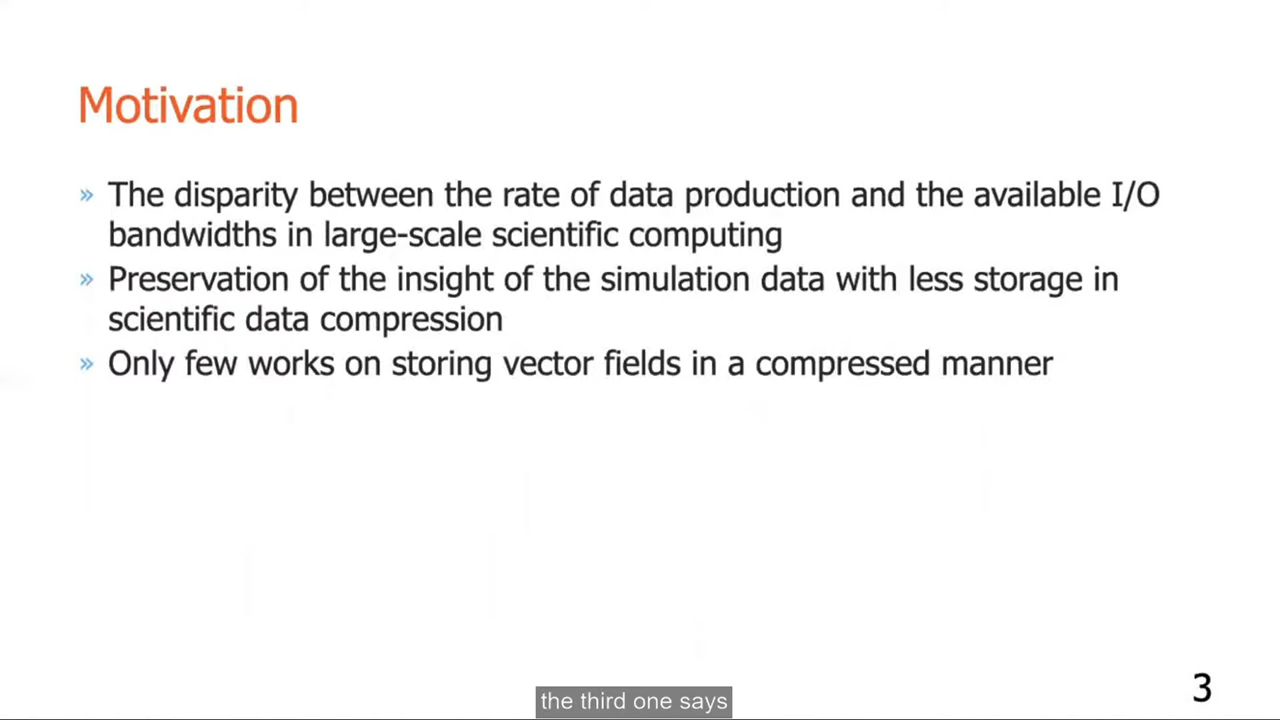 Motivation
» The disparity between the rate of data production and the available I/O
bandwidths in large-scale scientific computing
» Preservation of the insight of the simulation data with less storage in
scientific data compression
» Only few works on storing vector fields in a compressed manner
3
the third one says